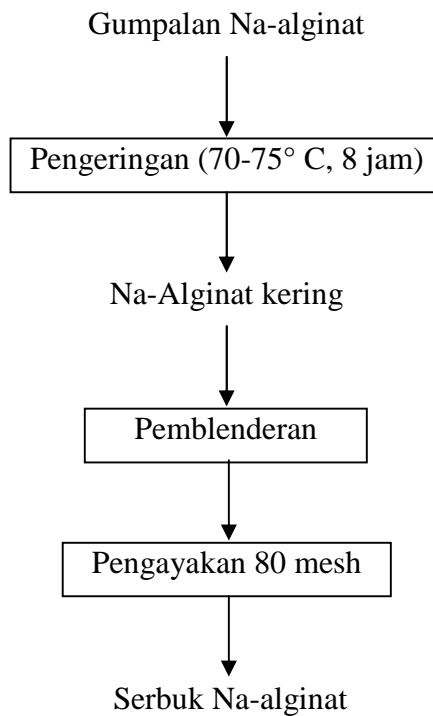 Gumpalan Na-alginat
Pengeringan (70-75° C, 8 jam)
Na-Alginat kering
Pemblenderan
Pengayakan 80 mesh
Serbuk Na-alginat